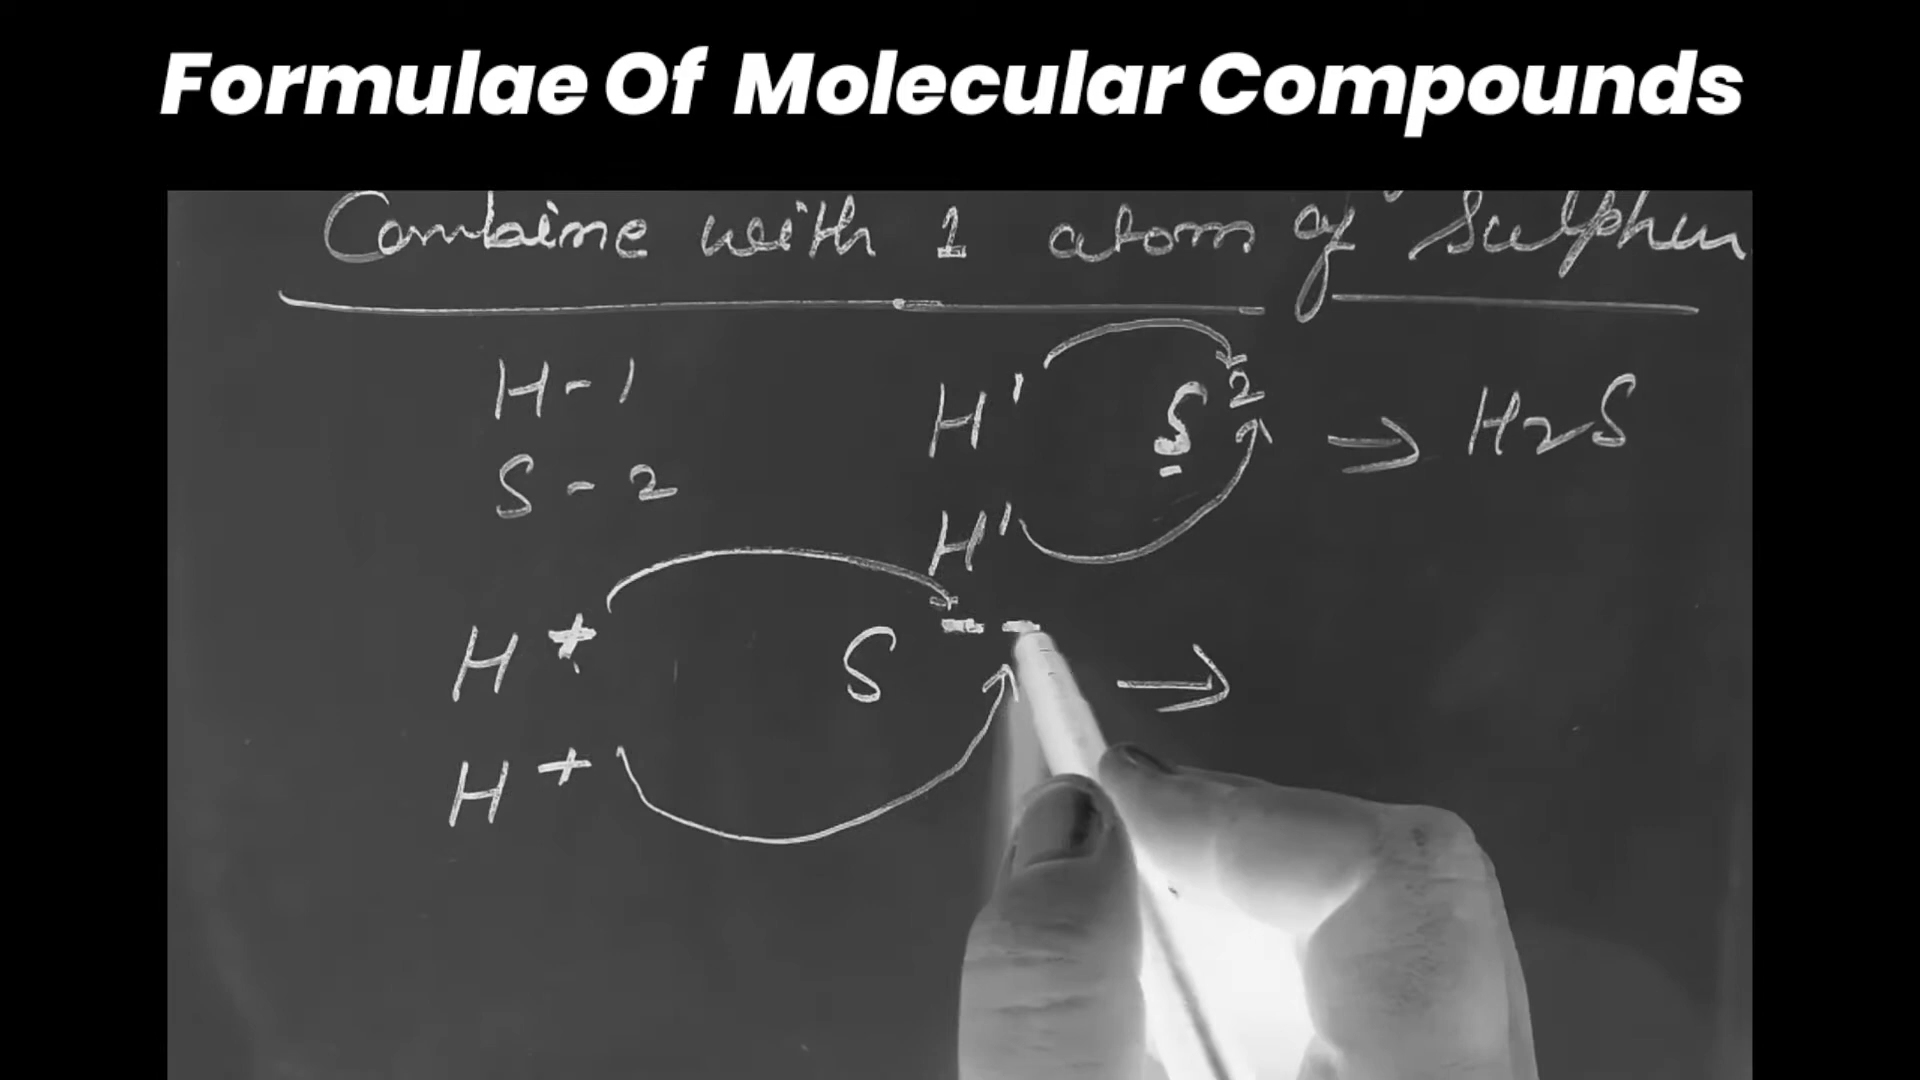 Formulae Of Molecular Compounds
Combine with 1 atom of Sulphur
H - 1
S - 2
H¹ S² → H₂S
H¹
H + S - - →
H +